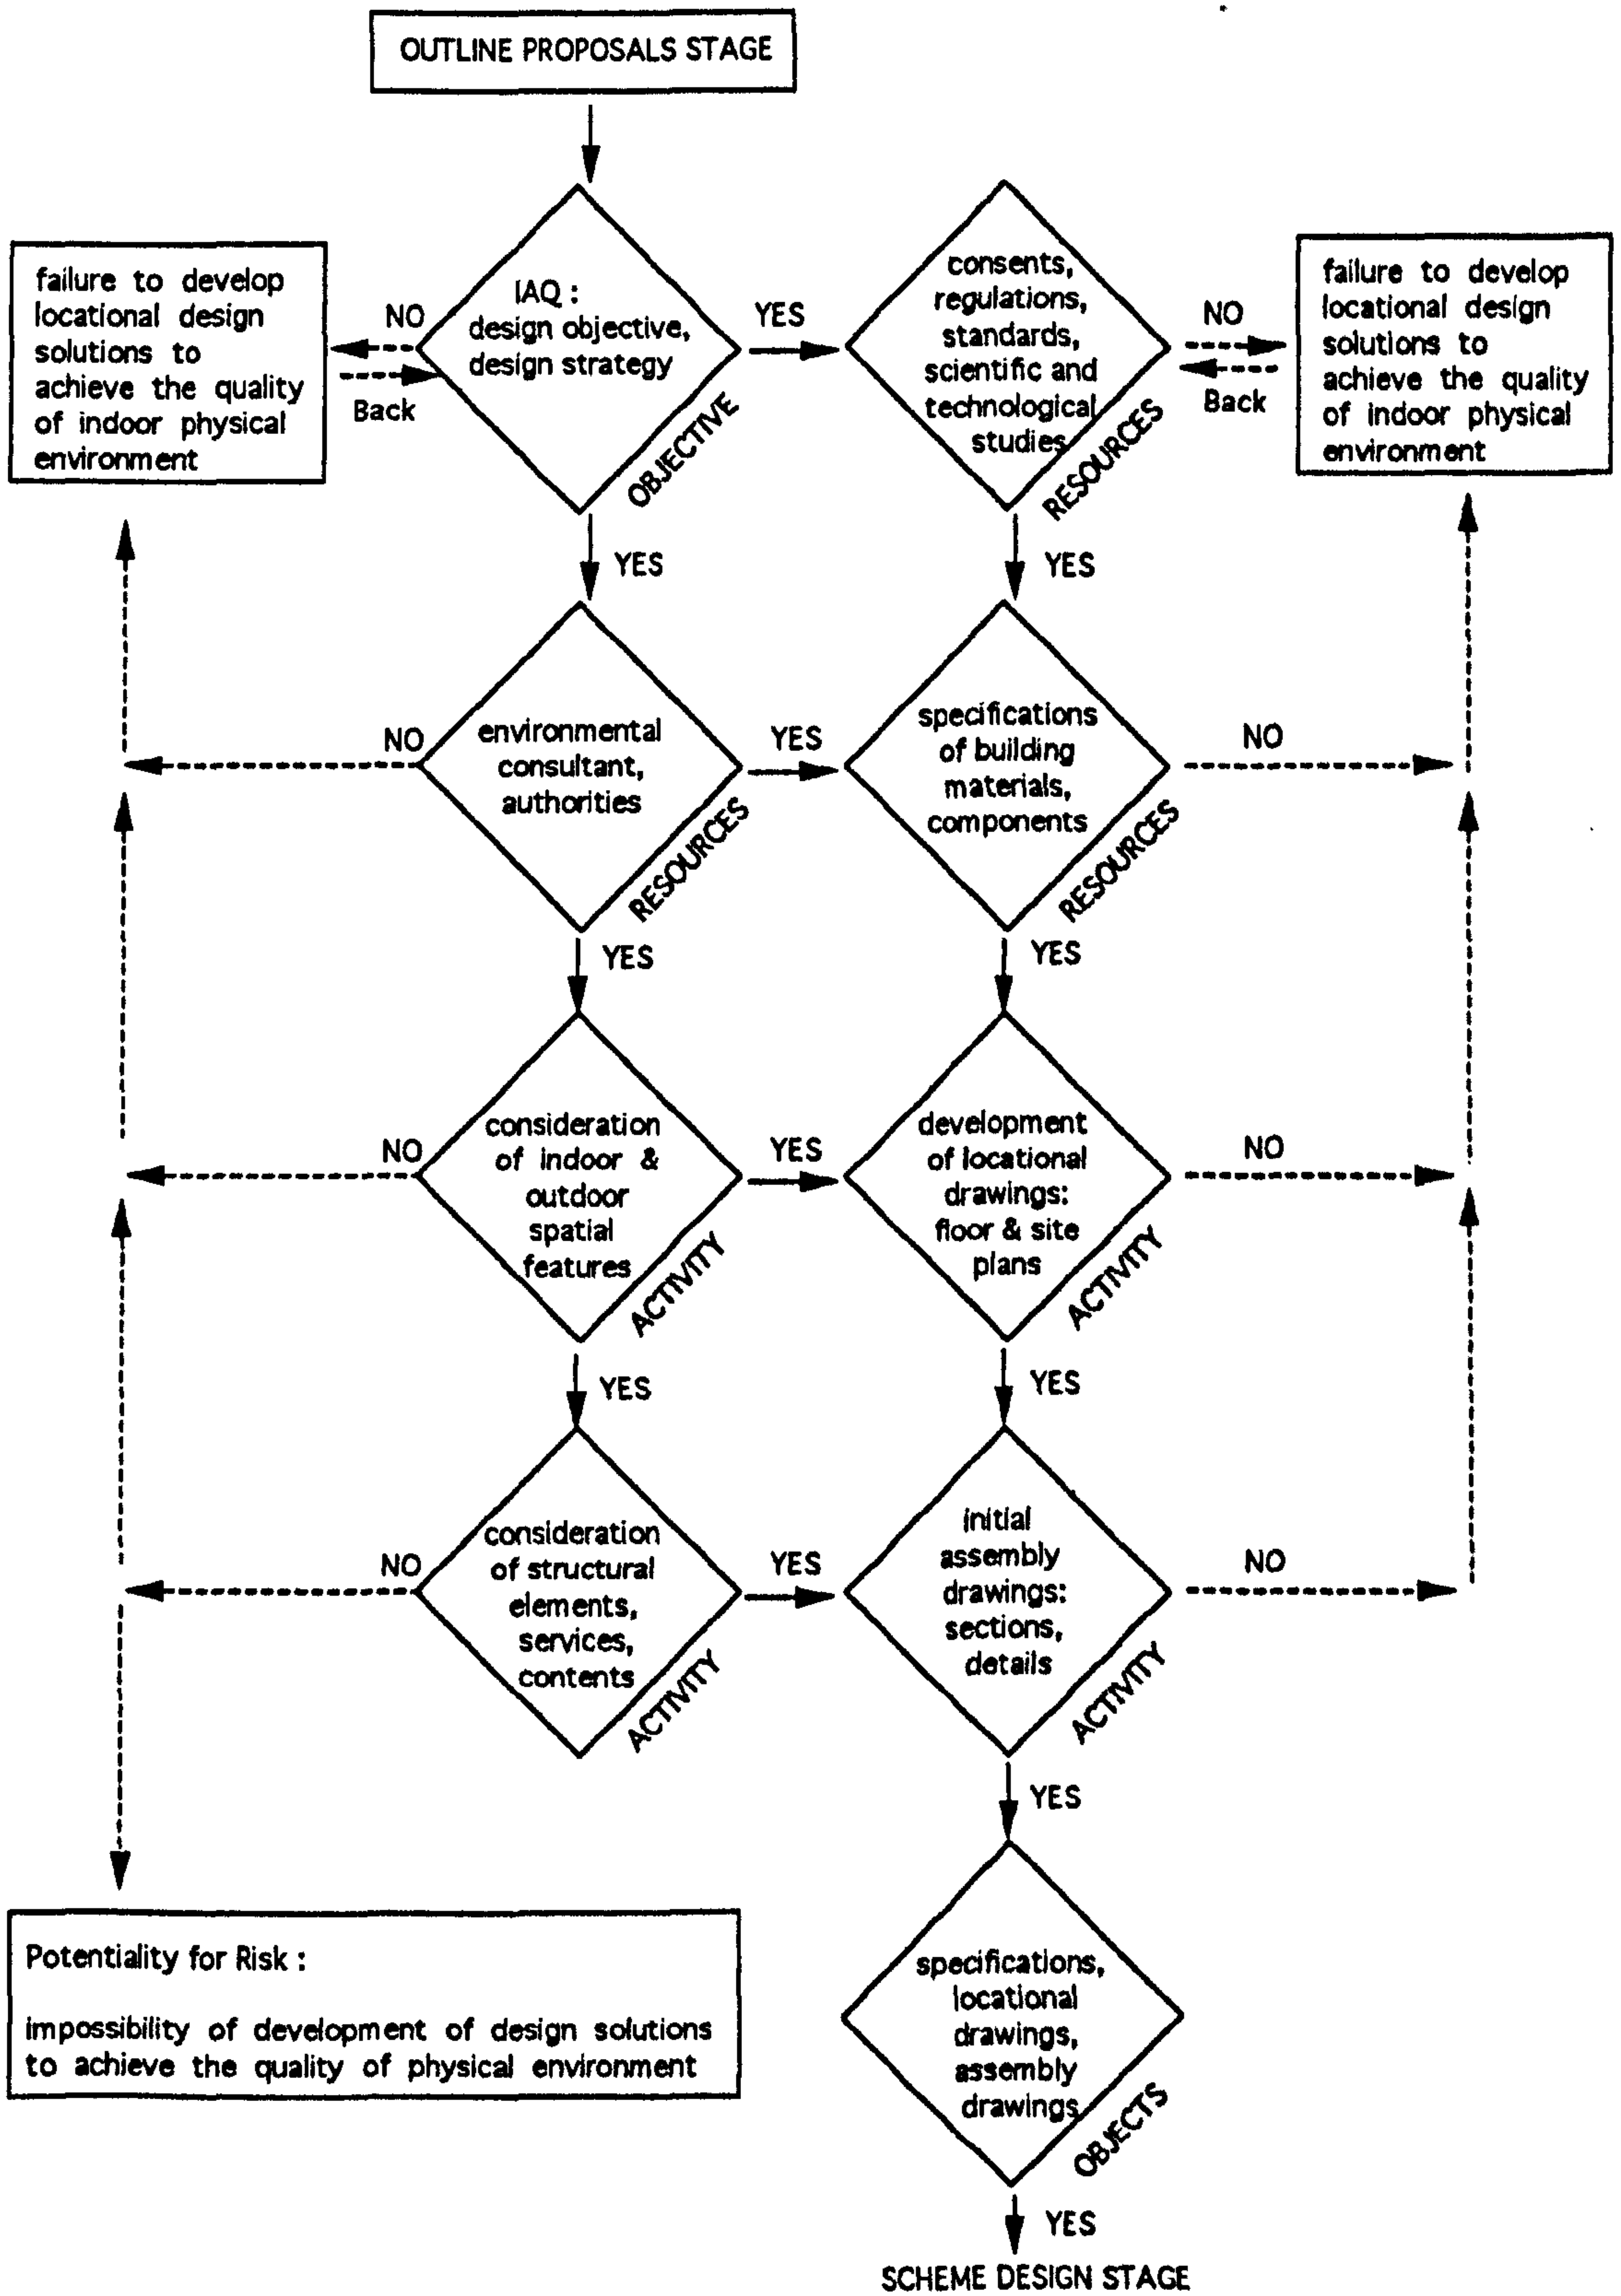 OUTLINE PROPOSALS STAGE
failure to develop
locational design
solutions to
achieve the quality
of indoor physical
environment
NO
Back
IAQ :
design objective,
design strategy
OBJECTIVE
YES
consents,
regulations,
standards,
scientific and
technological
studies
RESOURCES
NO
Back
failure to develop
locational design
solutions to
achieve the quality
of indoor physical
environment
YES
YES
NO
environmental
consultant,
authorities
RESOURCES
YES
specifications
of building
materials,
components
RESOURCES
NO
YES
YES
NO
consideration
of indoor &
outdoor
spatial
features
ACTIVITY
YES
development
of locational
drawings:
floor & site
plans
ACTIVITY
NO
YES
YES
NO
consideration
of structural
elements,
services,
contents
ACTIVITY
YES
initial
assembly
drawings:
sections,
details
ACTIVITY
NO
YES
Potentiality for Risk :
impossibility of development of design solutions
to achieve the quality of physical environment
specifications,
locational
drawings,
assembly
drawings
OBJECTS
YES
SCHEME DESIGN STAGE